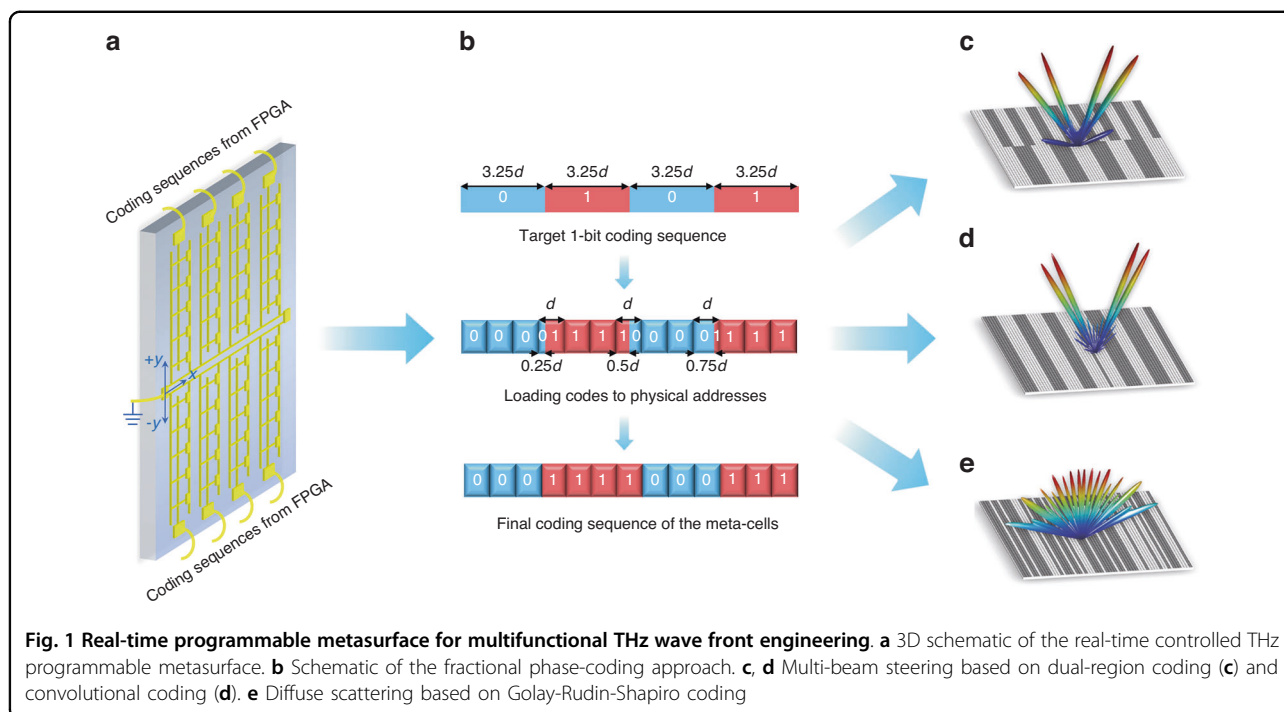 a
Coding sequences from FPGA
+y
x
-y
Coding sequences from FPGA
b
3.25d 3.25d 3.25d 3.25d
0 1 0 1
Target 1-bit coding sequence
d d d
0 0 0 0 1 1 1 1 0 0 0 0 1 1 1 1
0.25d 0.5d 0.75d
Loading codes to physical addresses
0 0 0 1 1 1 1 0 0 0 1 1 1
Final coding sequence of the meta-cells
c
d
e
Fig. 1 Real-time programmable metasurface for multifunctional THz wave front engineering. a 3D schematic of the real-time controlled THz
programmable metasurface. b Schematic of the fractional phase-coding approach. c, d Multi-beam steering based on dual-region coding (c) and
convolutional coding (d). e Diffuse scattering based on Golay-Rudin-Shapiro coding